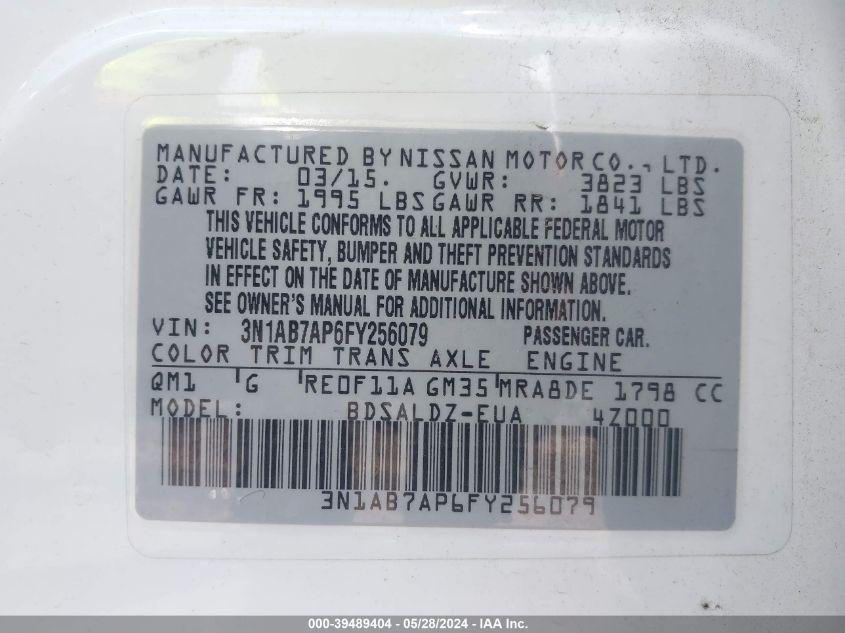 MANUFACTURED BY NISSAN MOTOR CO., LTD.
DATE: 03/15. GVWR: 3823 LBS
GAWR FR: 1995 LBS GAWR RR: 1841 LBS
THIS VEHICLE CONFORMS TO ALL APPLICABLE FEDERAL MOTOR
VEHICLE SAFETY, BUMPER AND THEFT PREVENTION STANDARDS
IN EFFECT ON THE DATE OF MANUFACTURE SHOWN ABOVE.
SEE OWNER'S MANUAL FOR ADDITIONAL INFORMATION.
VIN: 3N1AB7AP6FY256079 PASSENGER CAR.
COLOR TRIM TRANS AXLE ENGINE
QM1 G RE0F11A GM35 MRA8DE 1798 CC
MODEL: BDSALDZ-EUA 4Z000
3N1AB7AP6FY256079
000-39489404 - 05/28/2024 - IAA Inc.